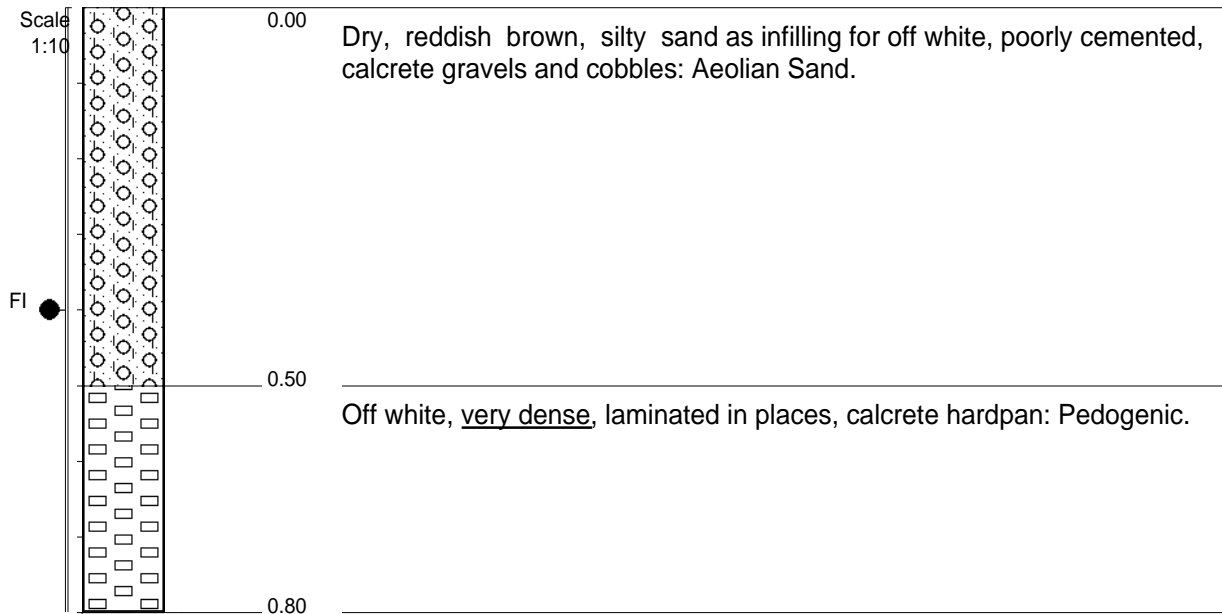 Scale
1:10
0.00
Dry, reddish brown, silty sand as infilling for off white, poorly cemented,
calcrete gravels and cobbles: Aeolian Sand.
FI
0.50
Off white, very dense, laminated in places, calcrete hardpan: Pedogenic.
0.80